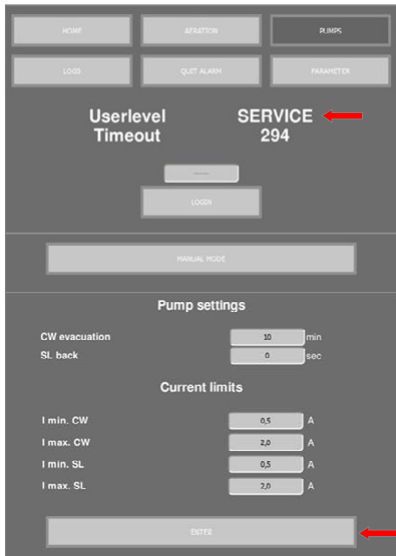 HOME AERATION PUMPS
LOGS QUIT ALARM PARAMETER
Userlevel SERVICE
Timeout 294
LOGIN
MANUAL MODE
Pump settings
CW evacuation 10 min
SL back 0 sec
Current limits
I min. CW 0,5 A
I max. CW 2,0 A
I min. SL 0,5 A
I max. SL 2,0 A
ENTER